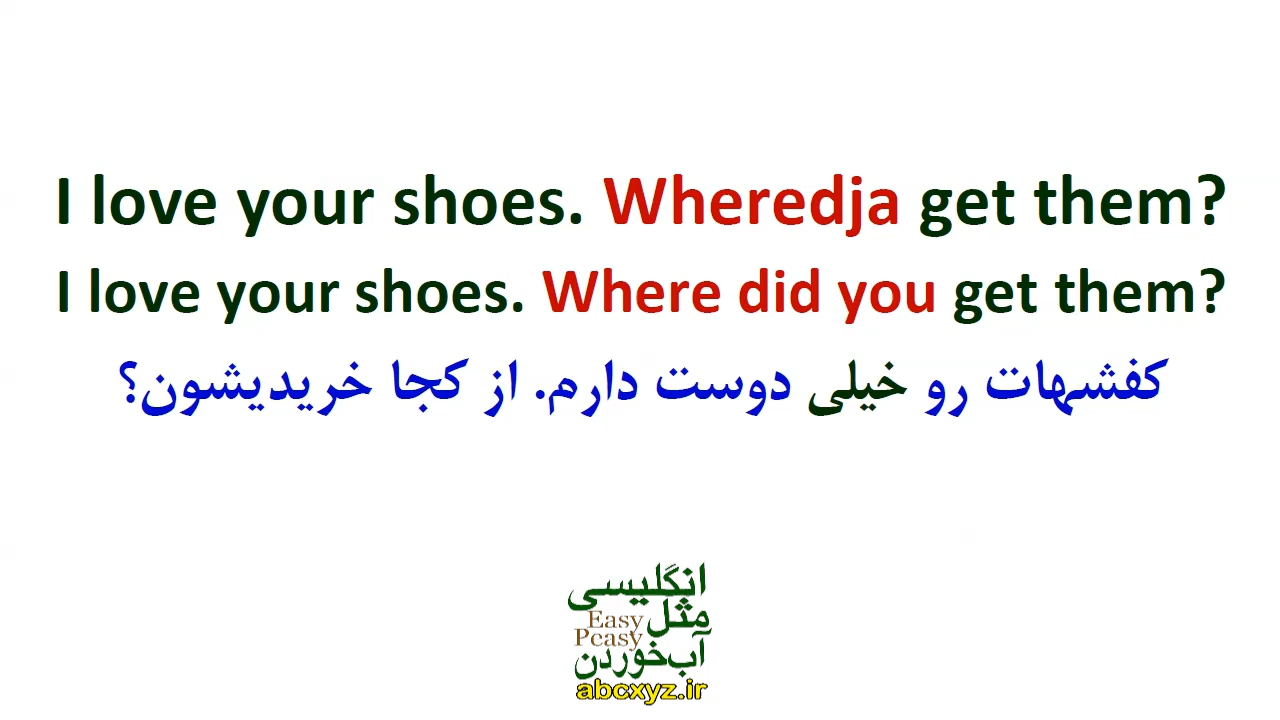 I love your shoes. Wheredja get them?
I love your shoes. Where did you get them?
کفشهات رو خیلی دوست دارم. از کجا خریدیشون؟
انگلیسی
مثل
Easy
Peasy
آب‌خوردن
abcxyz.ir